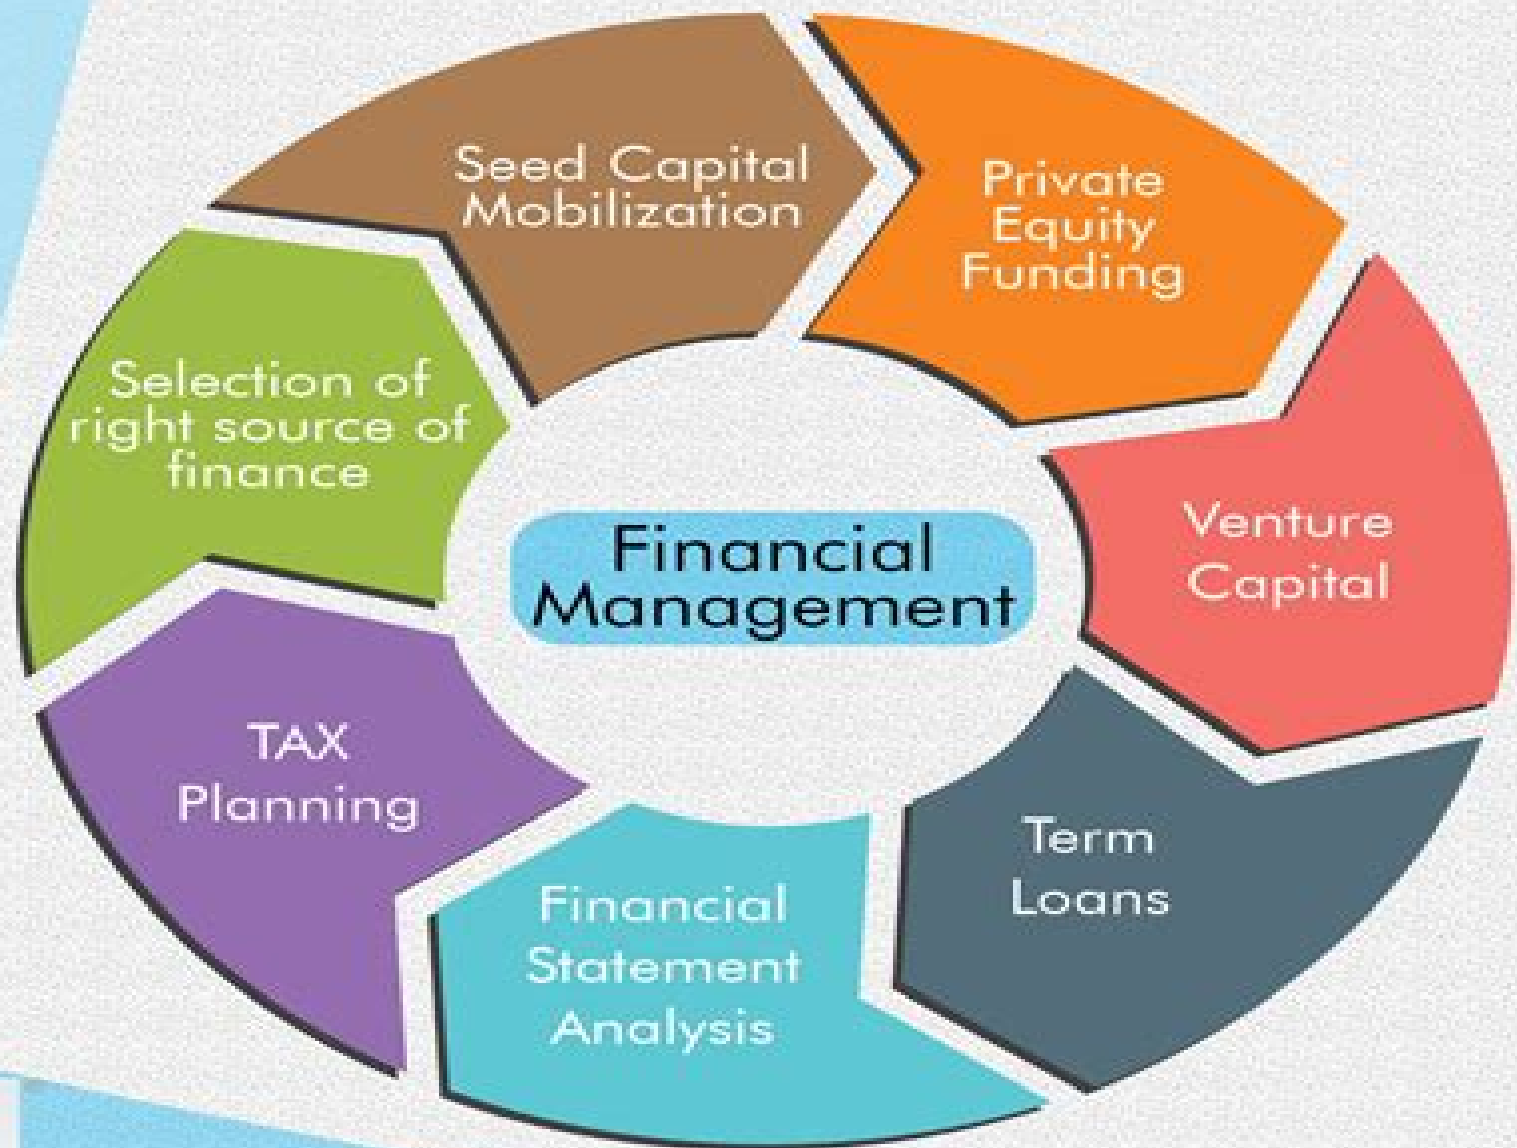 Seed Capital
Mobilization
Private
Equity
Funding
Venture
Capital
Term
Loans
Financial
Statement
Analysis
TAX
Planning
Selection of
right source of
finance
Financial
Management